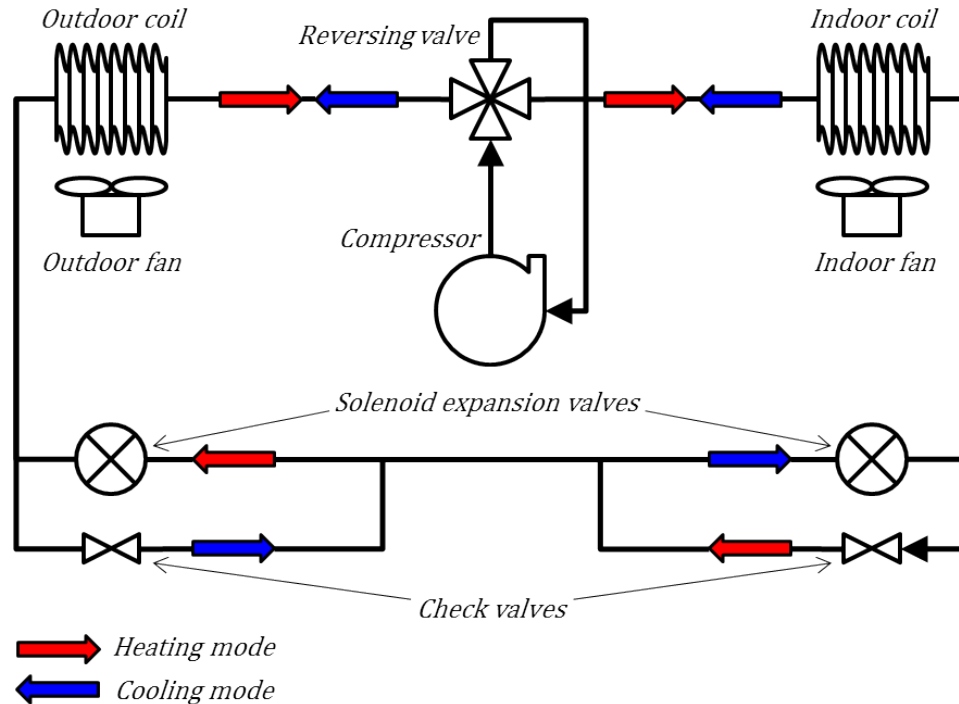 Outdoor coil
Reversing valve
Indoor coil
Compressor
Outdoor fan
Indoor fan
Solenoid expansion valves
Check valves
Heating mode
Cooling mode